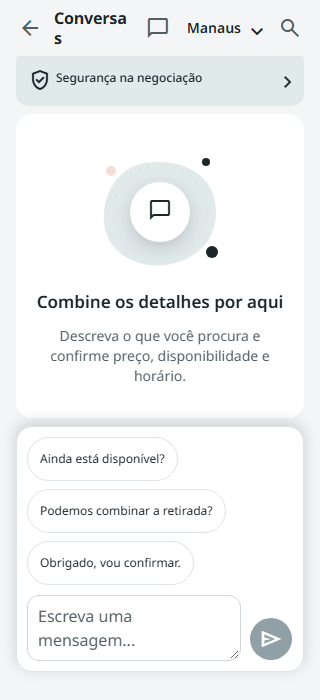 Conversa
s
Manaus
Segurança na negociação
Combine os detalhes por aqui
Descreva o que você procura e
confirme preço, disponibilidade e
horário.
Ainda está disponível?
Podemos combinar a retirada?
Obrigado, vou confirmar.
Escreva uma
mensagem...